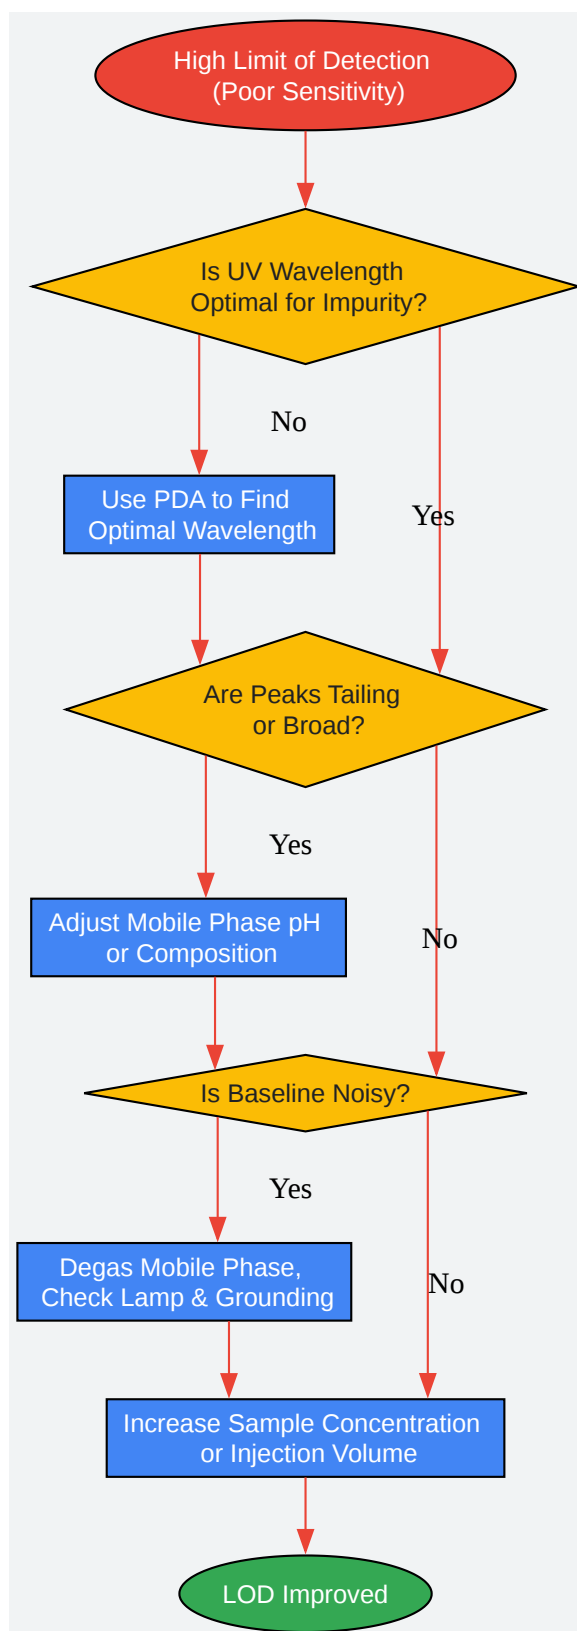 High Limit of Detection
(Poor Sensitivity)
Is UV Wavelength
Optimal for Impurity?
No
Use PDA to Find
Optimal Wavelength
Yes
Are Peaks Tailing
or Broad?
Yes
Adjust Mobile Phase pH
or Composition
No
Is Baseline Noisy?
Yes
Degas Mobile Phase,
Check Lamp & Grounding
No
Increase Sample Concentration
or Injection Volume
LOD Improved